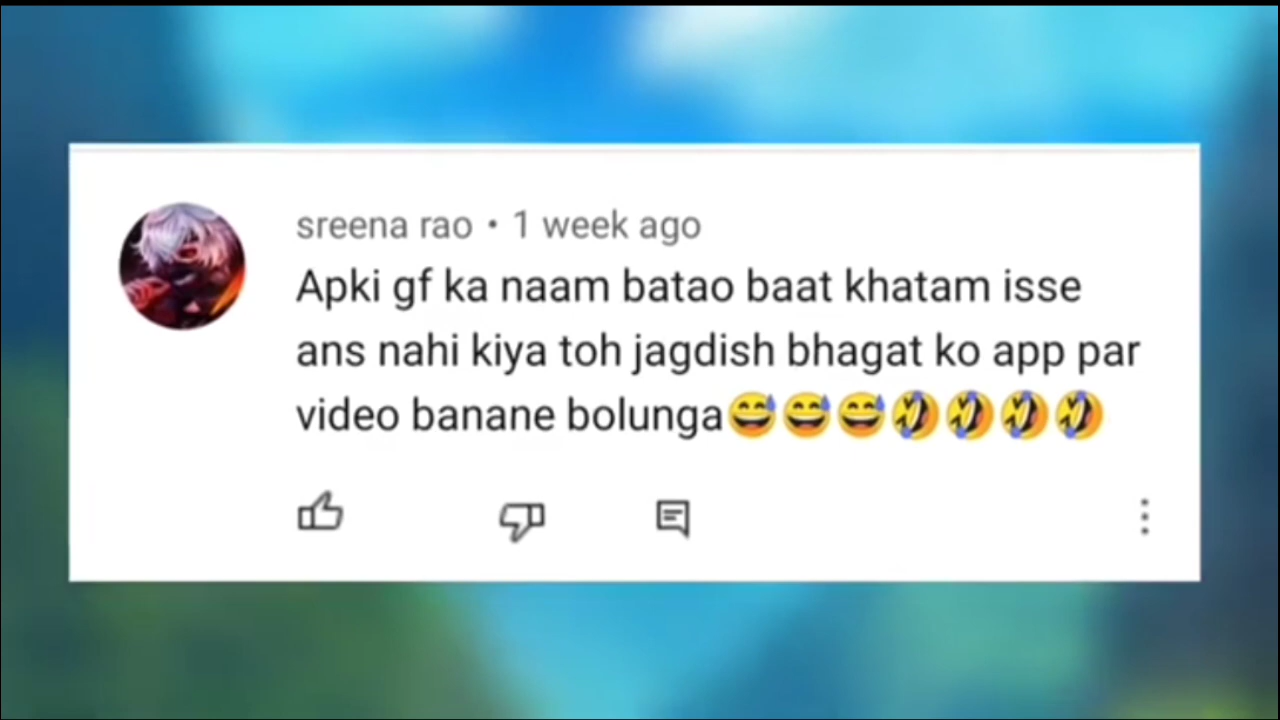 sreena rao • 1 week ago
Apki gf ka naam batao baat khatam isse
ans nahi kiya toh jagdish bhagat ko app par
video banane bolunga😅😅😅🤣🤣🤣🤣